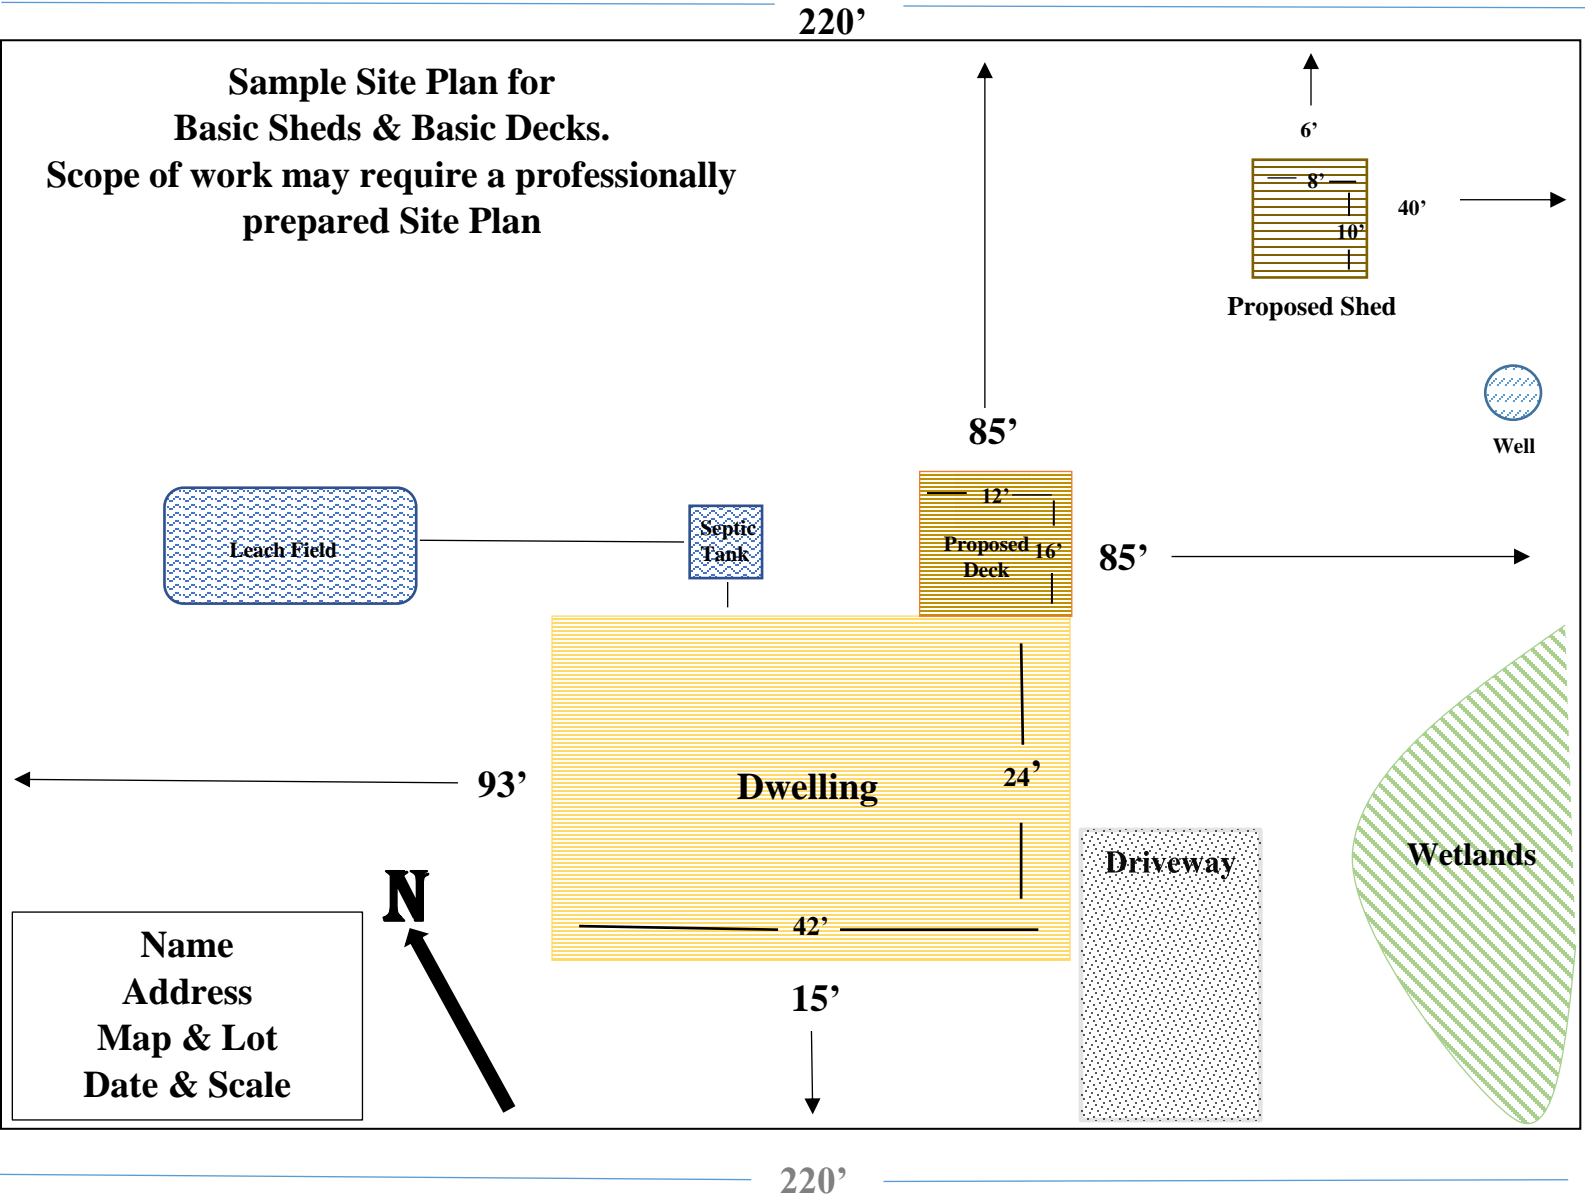 220’
Sample Site Plan for
Basic Sheds & Basic Decks.
Scope of work may require a professionally
prepared Site Plan
6’
8’
40’
10’
Proposed Shed
85’
Well
12’
Septic
Tank
Leach Field
Proposed
Deck
16’
85’
Dwelling
24’
93’
Driveway
Wetlands
N
42’
Name
Address
Map & Lot
Date & Scale
15’
220’